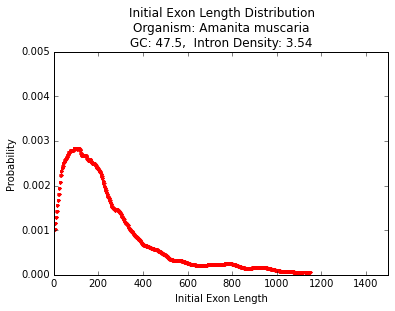 Initial Exon Length Distribution
Organism: Amanita muscaria
GC: 47.5,  Intron Density: 3.54
0.005
0.004
0.003
0.002
0.001
0.000
Probability
0 200 400 600 800 1000 1200 1400
Initial Exon Length